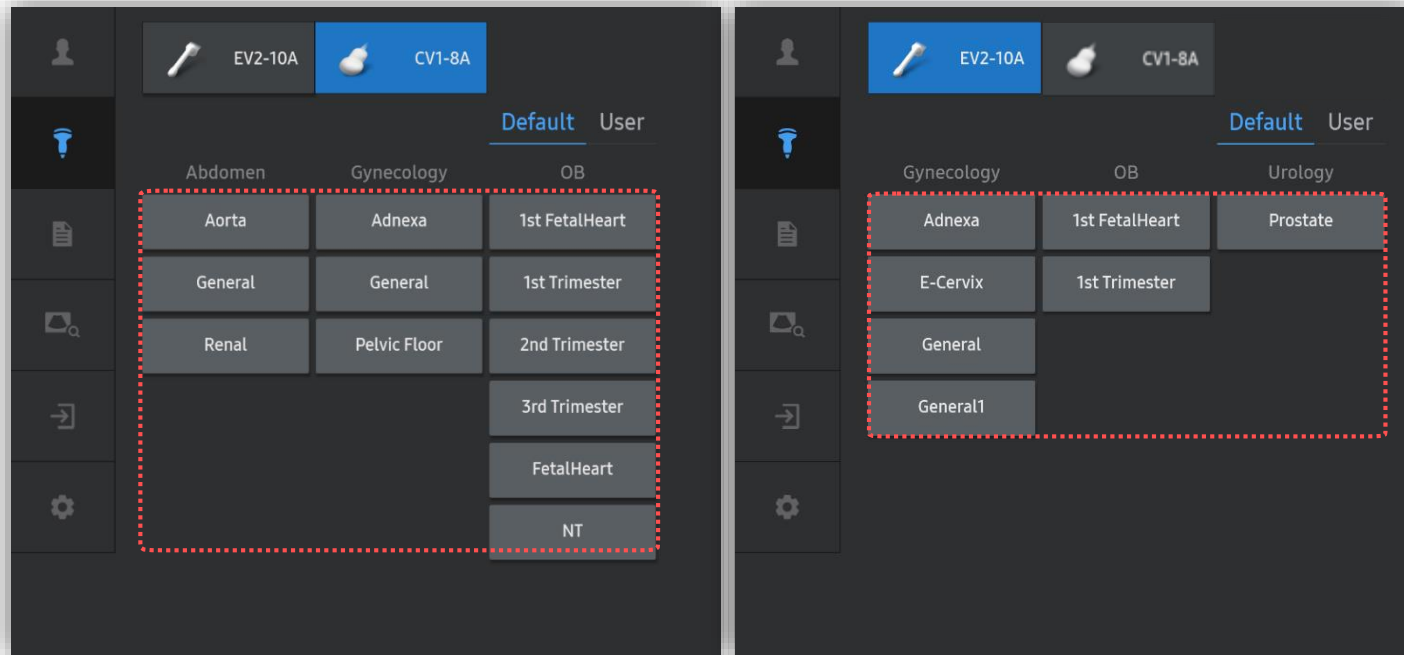 EV2-10A CV1-8A
Default User
Abdomen Gynecology OB
Aorta Adnexa 1st FetalHeart
General General 1st Trimester
Renal Pelvic Floor 2nd Trimester
3rd Trimester
FetalHeart
NT
EV2-10A CV1-8A
Default User
Gynecology OB Urology
Adnexa 1st FetalHeart Prostate
E-Cervix 1st Trimester
General
General1